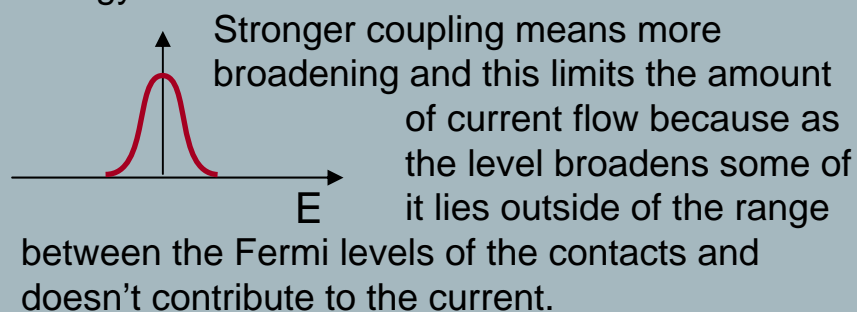 Stronger coupling means more
broadening and this limits the amount
of current flow because as
the level broadens some of
E
it lies outside of the range
between the Fermi levels of the contacts and
doesn't contribute to the current.